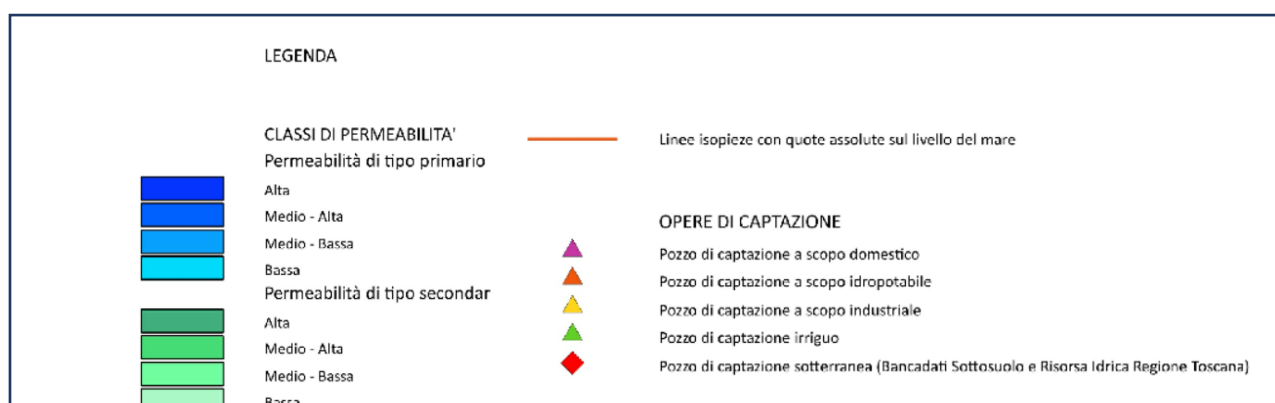 LEGENDA
CLASSI DI PERMEABILITA'
Permeabilità di tipo primario
Alta
Medio - Alta
Medio - Bassa
Bassa
Permeabilità di tipo secondar
Alta
Medio - Alta
Medio - Bassa
Bassa
Linee isopieze con quote assolute sul livello del mare
OPERE DI CAPTAZIONE
Pozzo di captazione a scopo domestico
Pozzo di captazione a scopo idropotabile
Pozzo di captazione a scopo industriale
Pozzo di captazione irriguo
Pozzo di captazione sotterranea (Bancadati Sottosuolo e Risorsa Idrica Regione Toscana)